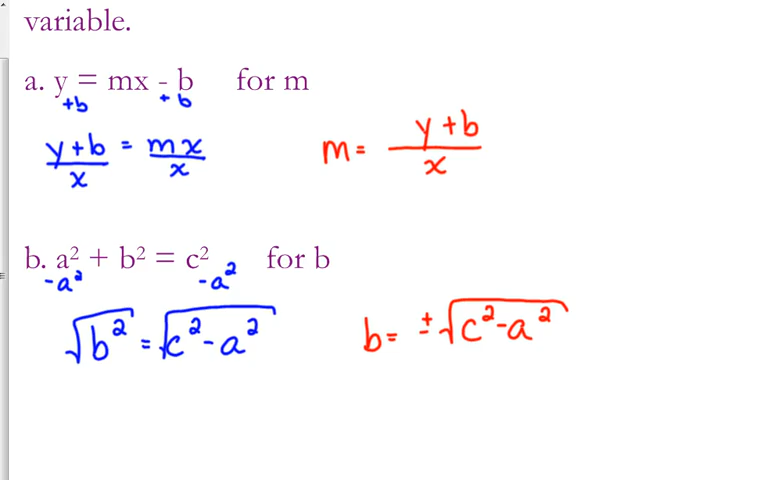 variable.
a. y = mx - b for m
+b + b
y+b = mx m = y+b
x x x
b. a² + b² = c² for b
-a² -a²
√b² = √c²-a² b= ±√c²-a²